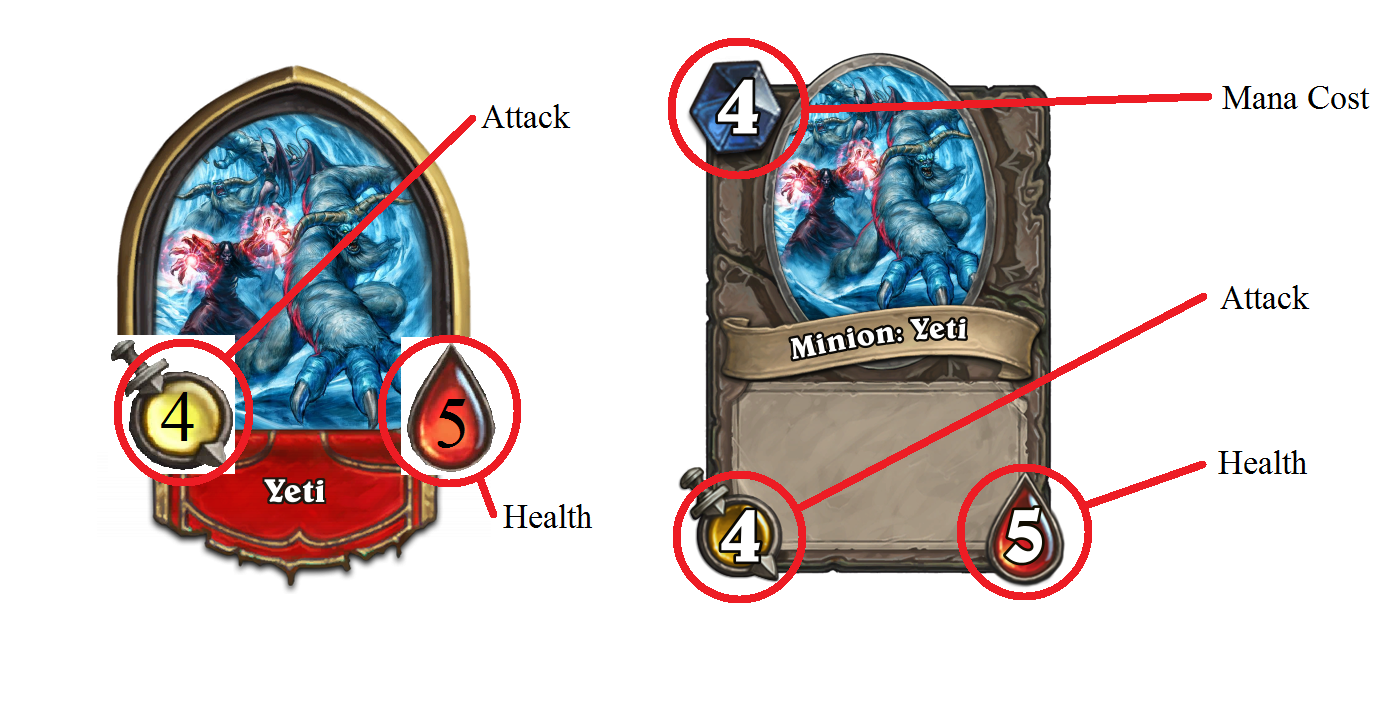 Attack
4
5
Yeti
Health
4
Mana Cost
Minion: Yeti
Attack
Health
4
5